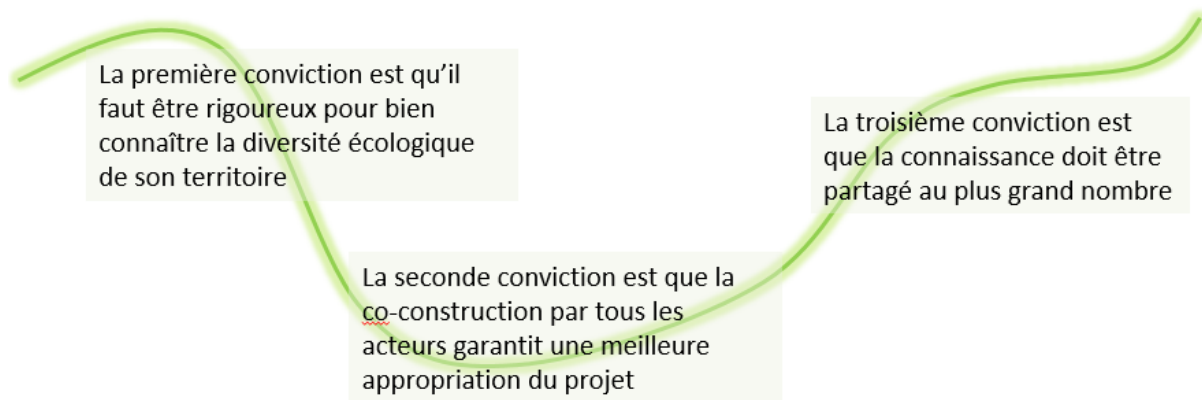 La première conviction est qu’il
faut être rigoureux pour bien
connaître la diversité écologique
de son territoire
La seconde conviction est que la
co-construction par tous les
acteurs garantit une meilleure
appropriation du projet
La troisième conviction est
que la connaissance doit être
partagé au plus grand nombre